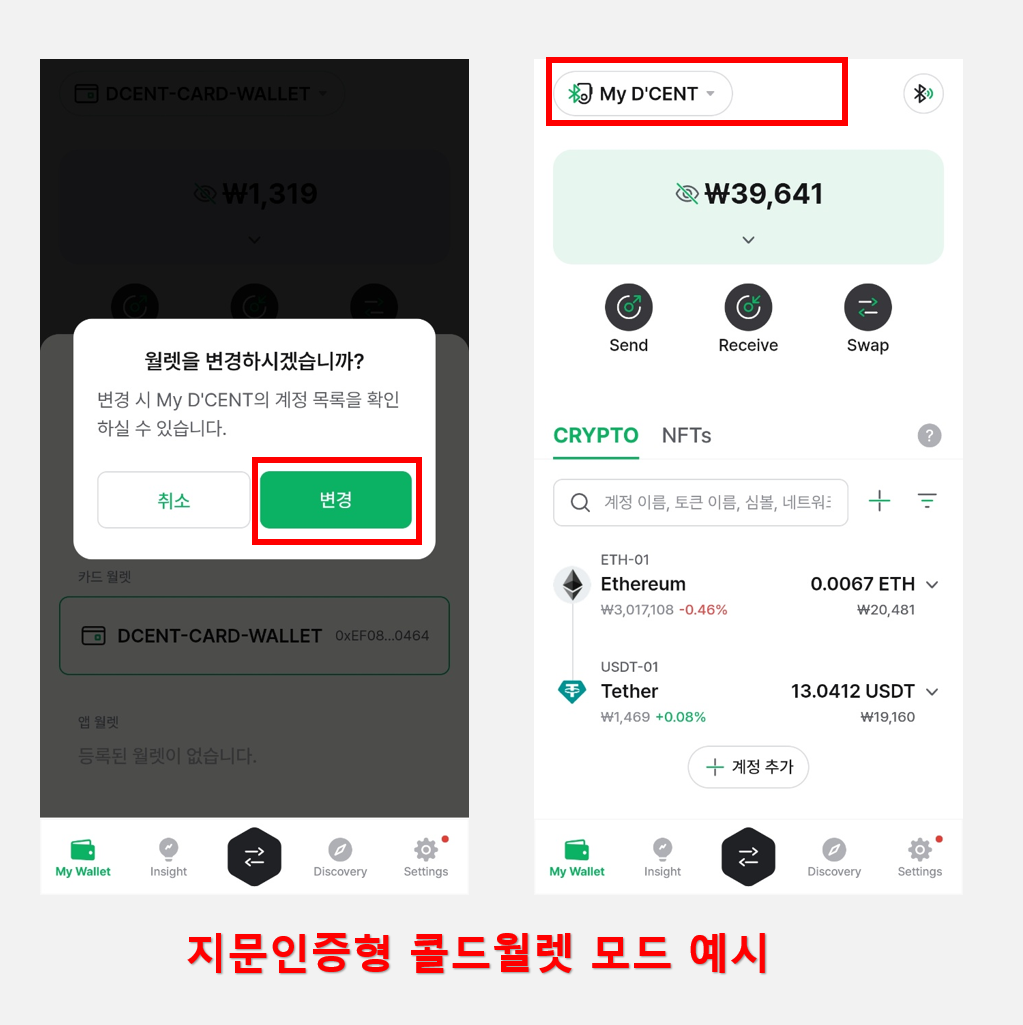 DCENT-CARD-WALLET
₩1,319
월렛을 변경하시겠습니까?
변경 시 My D'CENT의 계정 목록을 확인
하실 수 있습니다.
취소
변경
카드 월렛
DCENT-CARD-WALLET 0xEF08...0464
앱 월렛
등록된 월렛이 없습니다.
My Wallet
Insight
Discovery
Settings
My D'CENT
₩39,641
Send
Receive
Swap
CRYPTO NFTs ?
계정 이름, 토큰 이름, 심볼, 네트워크
ETH-01
Ethereum 0.0067 ETH
₩3,017,108 -0.46% ₩20,481
USDT-01
Tether 13.0412 USDT
₩1,469 +0.08% ₩19,160
계정 추가
My Wallet
Insight
Discovery
Settings
지문인증형 콜드월렛 모드 예시